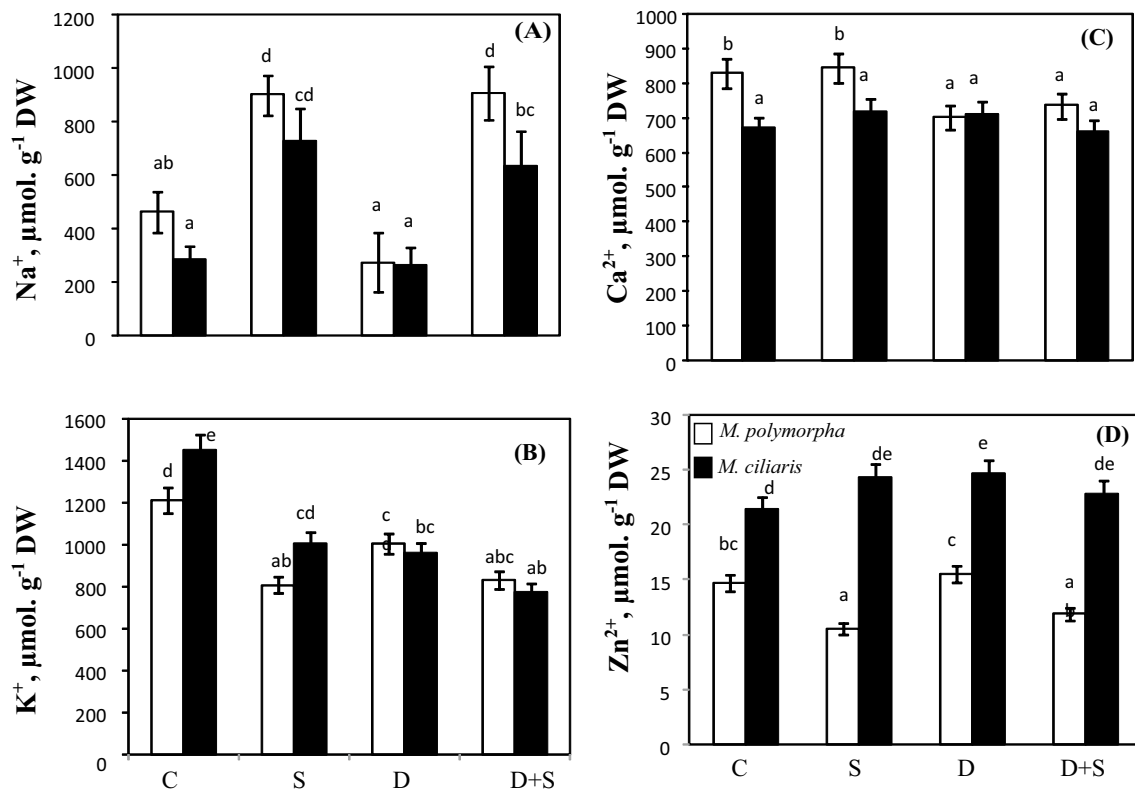 (A)
Na+, µmol. g-1 DW
1200
1000
800
600
400
200
0
ab
a
d
cd
a
a
d
bc
(C)
Ca2+, µmol. g-1 DW
1000
900
800
700
600
500
400
300
200
100
0
b
a
b
a
a
a
a
a
(B)
K+, µmol. g-1 DW
1600
1400
1200
1000
800
600
400
200
0
d
e
ab
cd
c
d
bc
abc
ab
C
S
D
D+S
(D)
M. polymorpha
M. ciliaris
Zn2+, µmol. g-1 DW
30
25
20
15
10
5
0
bc
d
a
de
c
e
a
b
de
C
S
D
D+S